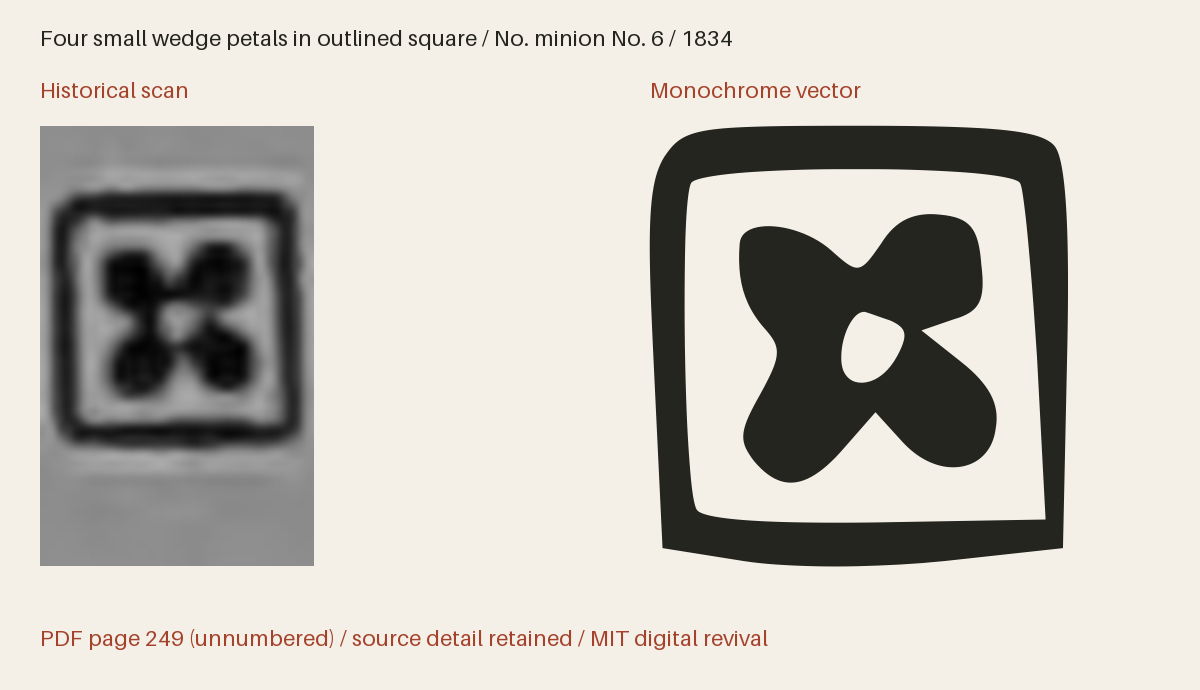 Four small wedge petals in outlined square / No. minion No. 6 / 1834
Historical scan
Monochrome vector
PDF page 249 (unnumbered) / source detail retained / MIT digital revival